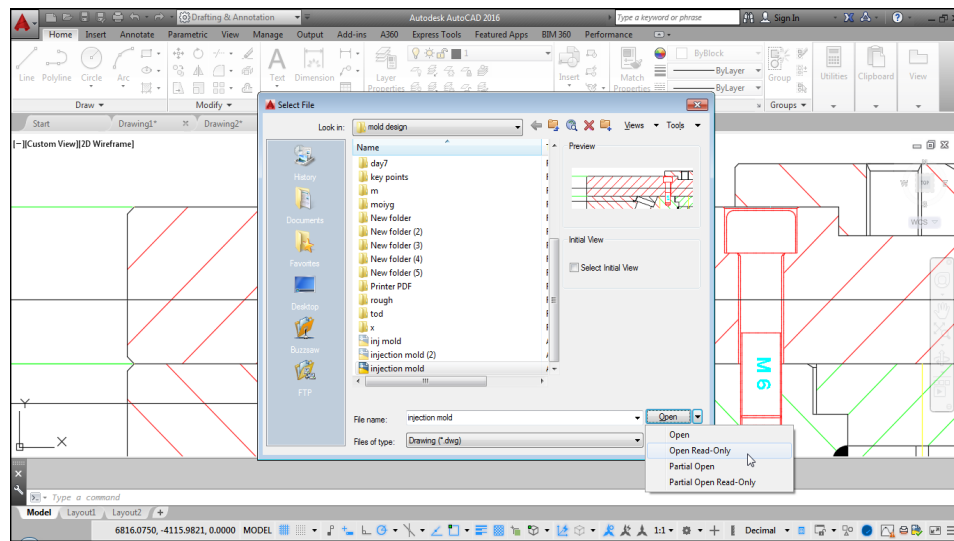 Drafting & Annotation
Autodesk AutoCAD 2016
Type a keyword or phrase
Sign In
Home Insert Annotate Parametric View Manage Output Add-ins A360 Express Tools Featured Apps BIM 360 Performance
Line Polyline Circle Arc
Text Dimension
Layer Properties
1
Insert
Match Properties
ByBlock
ByLayer
ByLayer
Group
Utilities
Clipboard
View
Draw
Modify
Groups
Start
Drawing1*
Drawing2*
[-][Custom View][2D Wireframe]
Select File
Look in:
mold design
Views
Tools
History
Documents
Favorites
Desktop
Buzzsaw
FTP
Name
day7
key points
m
moiyg
New folder
New folder (2)
New folder (3)
New folder (4)
New folder (5)
Printer PDF
rough
tod
x
inj mold
injection mold (2)
injection mold
Preview
Initial View
Select Initial View
File name:
injection mold
Open
Files of type:
Drawing (*.dwg)
Open
Open Read-Only
Partial Open
Partial Open Read-Only
W
TOP
E
S
WCS
M 6
Y
X
Type a command
Model Layout1 Layout2 +
6816.0750, -4115.9821, 0.0000 MODEL
1:1
Decimal